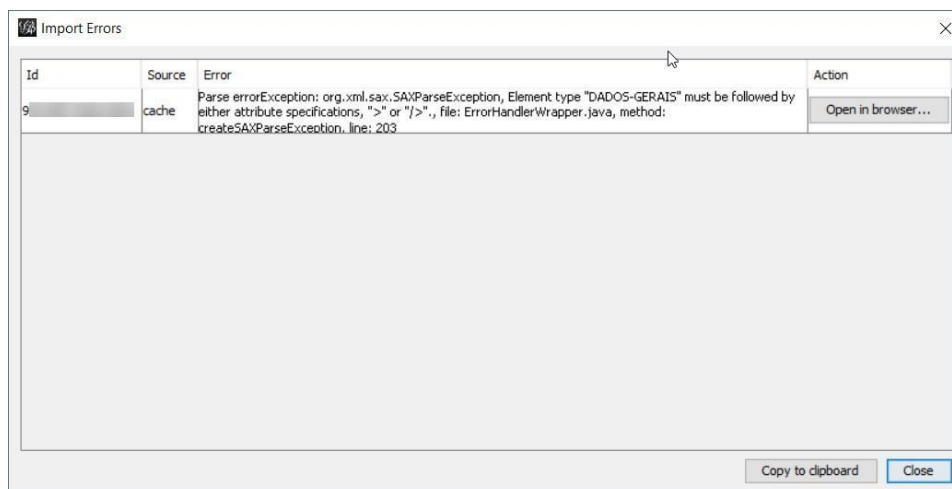 Import Errors
Id Source Error Action
9 cache
Parse errorException: org.xml.sax.SAXParseException, Element type "DADOS-GERAIS" must be followed by
either attribute specifications, ">" or "/>"., file: ErrorHandlerWrapper.java, method:
createSAXParseException, line: 203
Open in browser...
Copy to clipboard Close